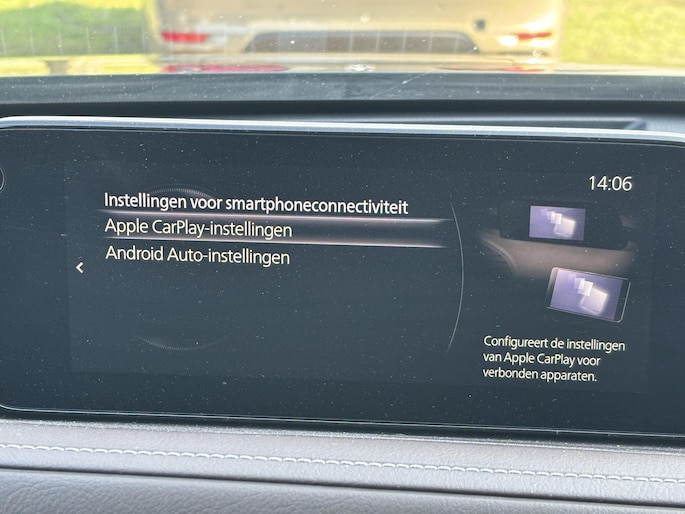 14:06
Instellingen voor smartphoneconnectiviteit
Apple CarPlay-instellingen
Android Auto-instellingen
Configureert de instellingen
van Apple CarPlay voor
verbonden apparaten.